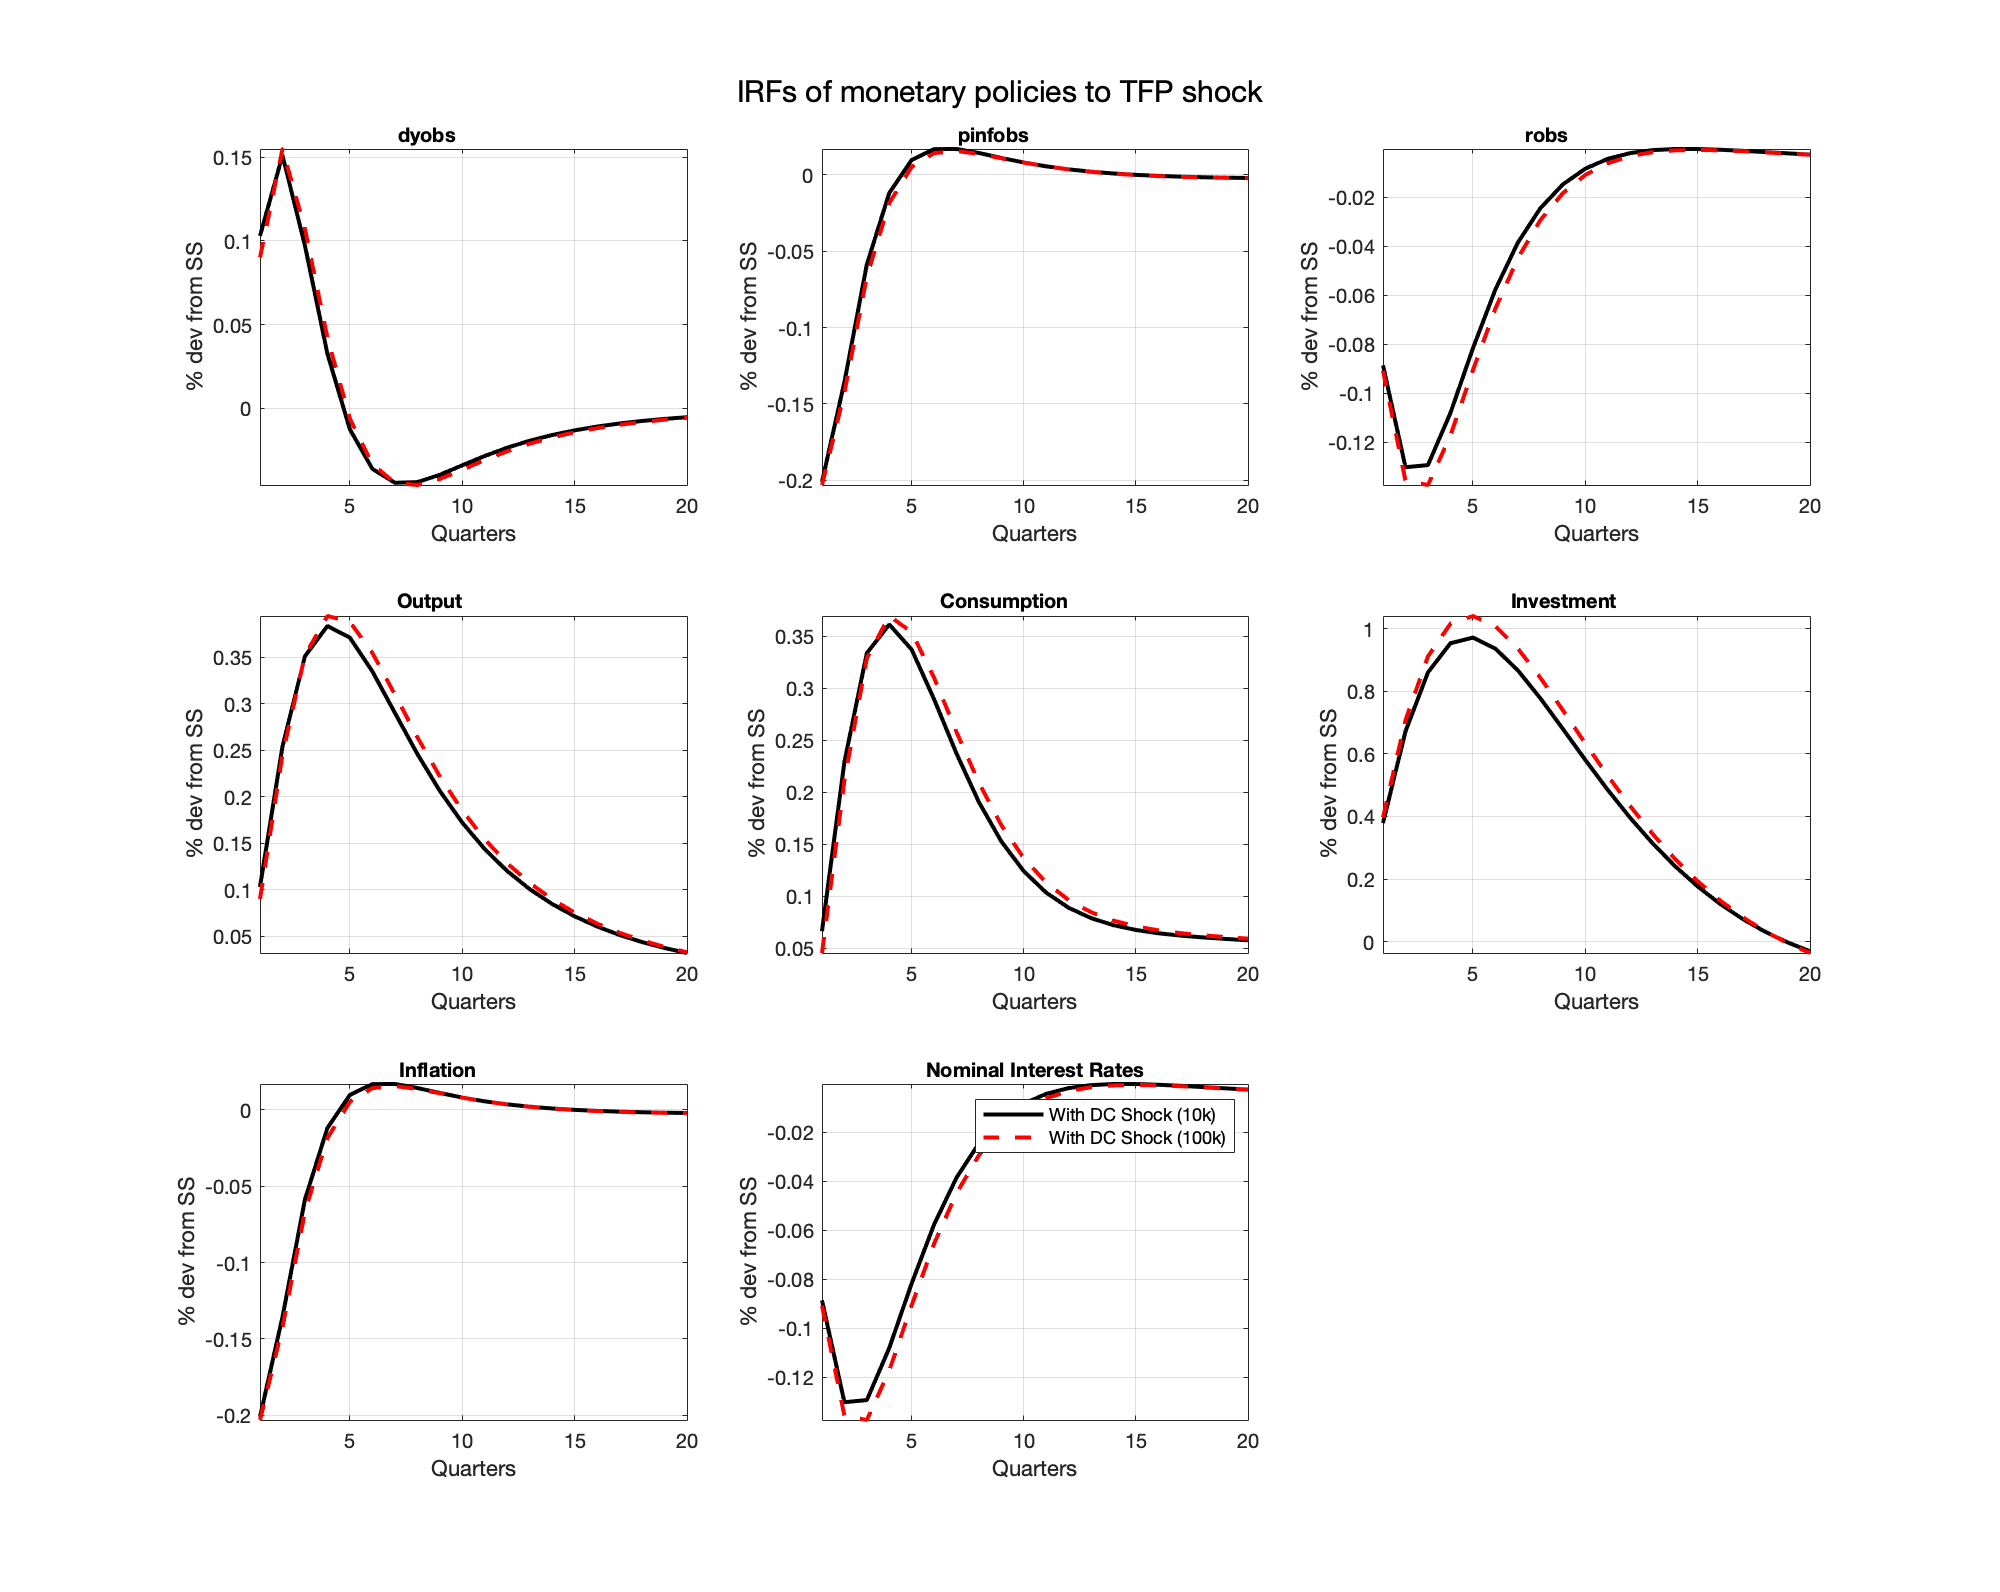 IRFs of monetary policies to TFP shock
dyobs
pinfobs
robs
0.15
0.1
0.05
0
% dev from SS
5 10 15 20
Quarters
0
-0.05
-0.1
-0.15
-0.2
% dev from SS
5 10 15 20
Quarters
-0.02
-0.04
-0.06
-0.08
-0.1
-0.12
% dev from SS
5 10 15 20
Quarters
Output
0.35
0.3
0.25
0.2
0.15
0.1
0.05
% dev from SS
5 10 15 20
Quarters
Consumption
0.35
0.3
0.25
0.2
0.15
0.1
0.05
% dev from SS
5 10 15 20
Quarters
Investment
1
0.8
0.6
0.4
0.2
0
% dev from SS
5 10 15 20
Quarters
Inflation
0
-0.05
-0.1
-0.15
-0.2
% dev from SS
5 10 15 20
Quarters
Nominal Interest Rates
With DC Shock (10k)
With DC Shock (100k)
-0.02
-0.04
-0.06
-0.08
-0.1
-0.12
% dev from SS
5 10 15 20
Quarters